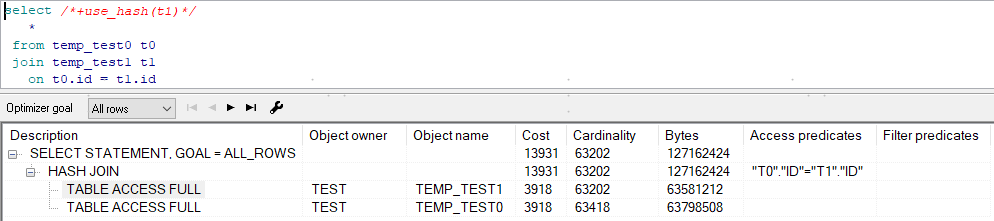 select /*+use_hash(t1)*/
*
from temp_test0 t0
join temp_test1 t1
on t0.id = t1.id
Optimizer goal All rows
Description Object owner Object name Cost Cardinality Bytes Access predicates Filter predicates
SELECT STATEMENT, GOAL = ALL_ROWS 13931 63202 127162424
HASH JOIN 13931 63202 127162424 "T0"."ID"="T1"."ID"
TABLE ACCESS FULL TEST TEMP_TEST1 3918 63202 63581212
TABLE ACCESS FULL TEST TEMP_TEST0 3918 63418 63798508